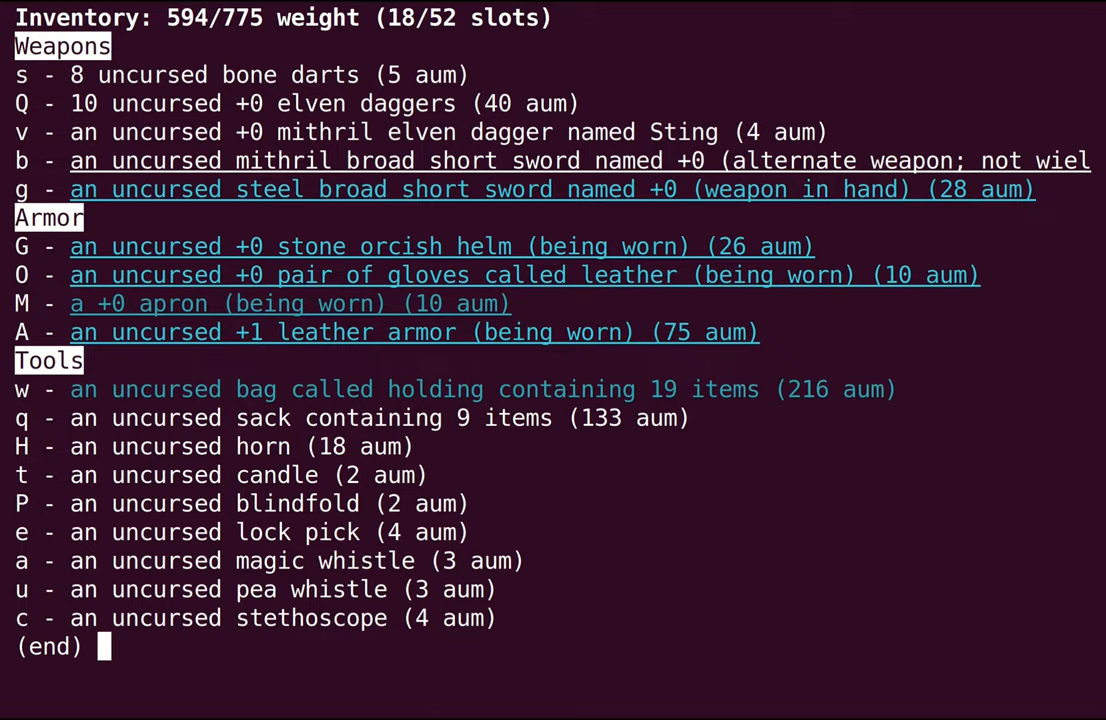 Inventory: 594/775 weight (18/52 slots)
Weapons
s - 8 uncursed bone darts (5 aum)
Q - 10 uncursed +0 elven daggers (40 aum)
v - an uncursed +0 mithril elven dagger named Sting (4 aum)
b - an uncursed mithril broad short sword named +0 (alternate weapon; not wiel
g - an uncursed steel broad short sword named +0 (weapon in hand) (28 aum)
Armor
G - an uncursed +0 stone orcish helm (being worn) (26 aum)
O - an uncursed +0 pair of gloves called leather (being worn) (10 aum)
M - a +0 apron (being worn) (10 aum)
A - an uncursed +1 leather armor (being worn) (75 aum)
Tools
w - an uncursed bag called holding containing 19 items (216 aum)
q - an uncursed sack containing 9 items (133 aum)
H - an uncursed horn (18 aum)
t - an uncursed candle (2 aum)
P - an uncursed blindfold (2 aum)
e - an uncursed lock pick (4 aum)
a - an uncursed magic whistle (3 aum)
u - an uncursed pea whistle (3 aum)
c - an uncursed stethoscope (4 aum)
(end)